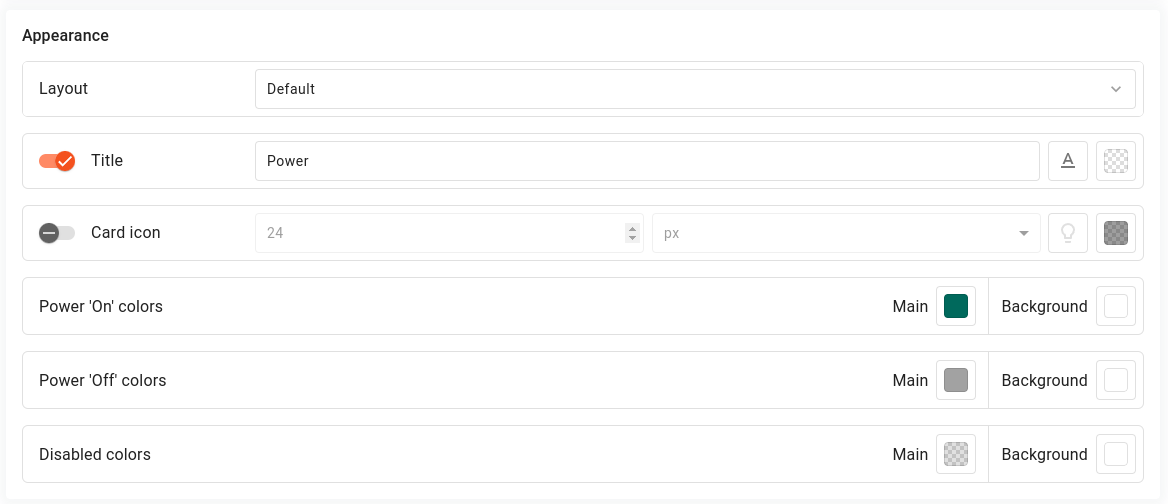 Appearance
Layout Default
Title Power A
Card icon 24 px
Power 'On' colors Main Background
Power 'Off' colors Main Background
Disabled colors Main Background